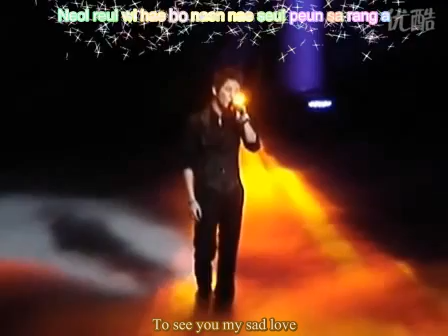 优酷
Neol reul wi hae bo naen nae seul peun sa rang a
To see you my sad love